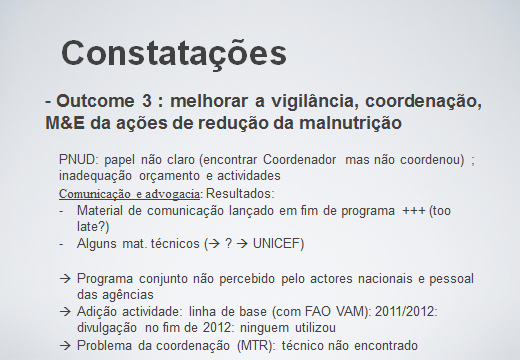 Constatações
- Outcome 3 : melhorar a vigilância, coordenação,
M&E da ações de redução da malnutrição
PNUD: papel não claro (encontrar Coordenador mas não coordenou) ;
inadequação orçamento e actividades
Comunicação e advogacia: Resultados:
- Material de comunicação lançado em fim de programa +++ (too
late?)
- Alguns mat. técnicos (→ ? → UNICEF)
→ Programa conjunto não percebido pelo actores nacionais e pessoal
das agências
→ Adição actividade: linha de base (com FAO VAM): 2011/2012:
divulgação no fim de 2012: ninguem utilizou
→ Problema da coordenação (MTR): técnico não encontrado